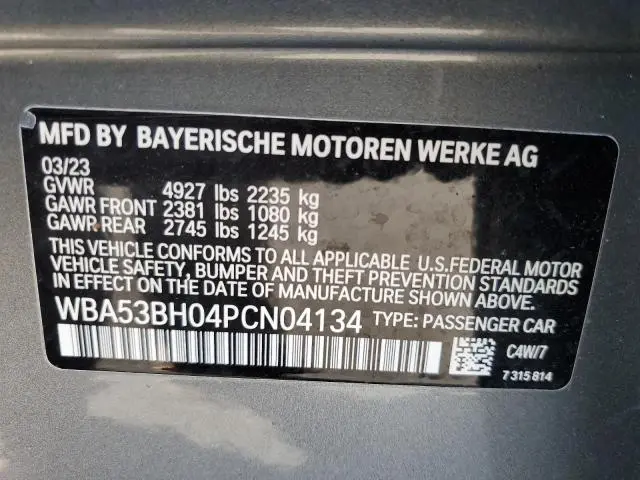 MFD BY BAYERISCHE MOTOREN WERKE AG
03/23
GVWR 4927 lbs 2235 kg
GAWR FRONT 2381 lbs 1080 kg
GAWR REAR 2745 lbs 1245 kg
THIS VEHICLE CONFORMS TO ALL APPLICABLE U.S.FEDERAL MOTOR
VEHICLE SAFETY, BUMPER AND THEFT PREVENTION STANDARDS
IN EFFECT ON THE DATE OF MANUFACTURE SHOWN ABOVE.
WBA53BH04PCN04134 TYPE: PASSENGER CAR
C4W/7
7 315 814